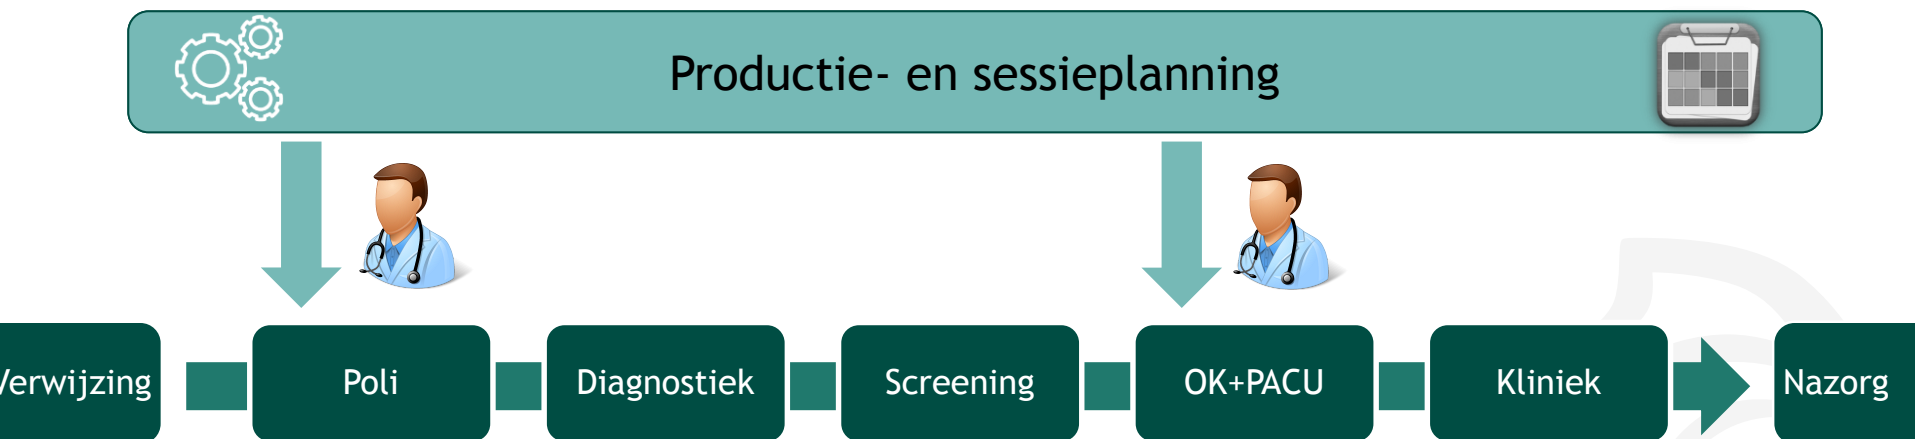 Productie- en sessieplanning
Verwijzing
Poli
Diagnostiek
Screening
OK+PACU
Kliniek
Nazorg